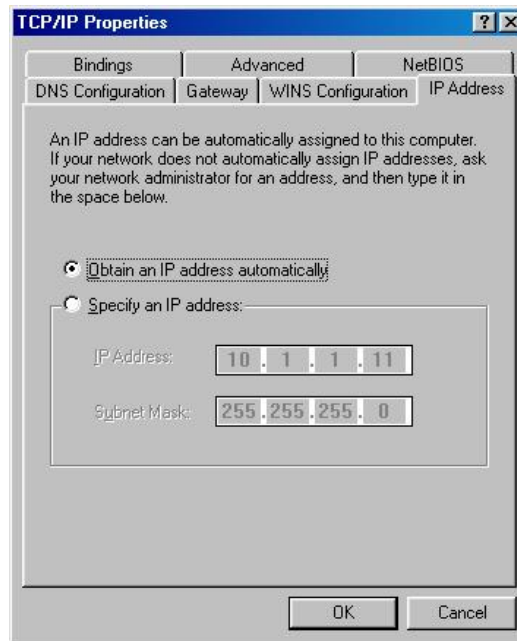 TCP/IP Properties
? X
Bindings Advanced NetBIOS
DNS Configuration Gateway WINS Configuration IP Address
An IP address can be automatically assigned to this computer.
If your network does not automatically assign IP addresses, ask
your network administrator for an address, and then type it in
the space below.
Obtain an IP address automatically
Specify an IP address:
IP Address: 10 . 1 . 1 . 11
Subnet Mask: 255 . 255 . 255 . 0
OK Cancel